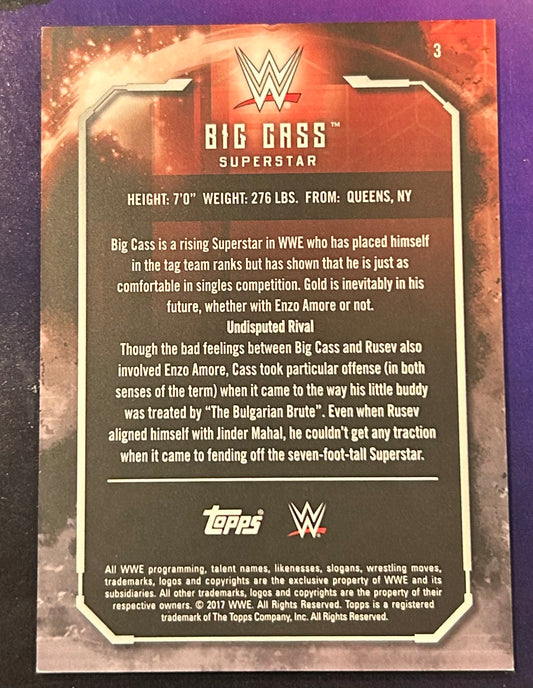 3
W
BIG CASS™
SUPERSTAR
HEIGHT: 7'0" WEIGHT: 276 LBS. FROM: QUEENS, NY
Big Cass is a rising Superstar in WWE who has placed himself
in the tag team ranks but has shown that he is just as
comfortable in singles competition. Gold is inevitably in his
future, whether with Enzo Amore or not.
Undisputed Rival
Though the bad feelings between Big Cass and Rusev also
involved Enzo Amore, Cass took particular offense (in both
senses of the term) when it came to the way his little buddy
was treated by "The Bulgarian Brute". Even when Rusev
aligned himself with Jinder Mahal, he couldn't get any traction
when it came to fending off the seven-foot-tall Superstar.
Topps® W®
All WWE programming, talent names, likenesses, slogans, wrestling moves,
trademarks, logos and copyrights are the exclusive property of WWE and its
subsidiaries. All other trademarks, logos and copyrights are the property of their
respective owners. © 2017 WWE. All Rights Reserved. Topps is a registered
trademark of The Topps Company, Inc. All Rights Reserved.